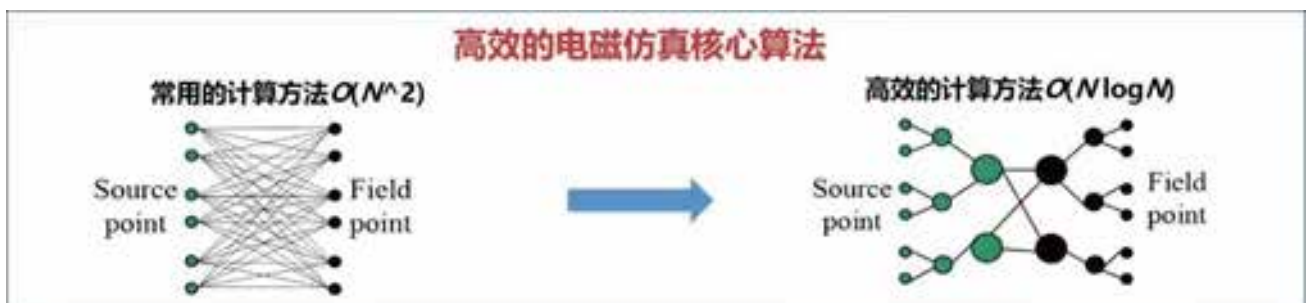 高效的电磁仿真核心算法
常用的计算方法O(N^2)
Source
point
Field
point
高效的计算方法O(N logN)
Source
point
Field
point